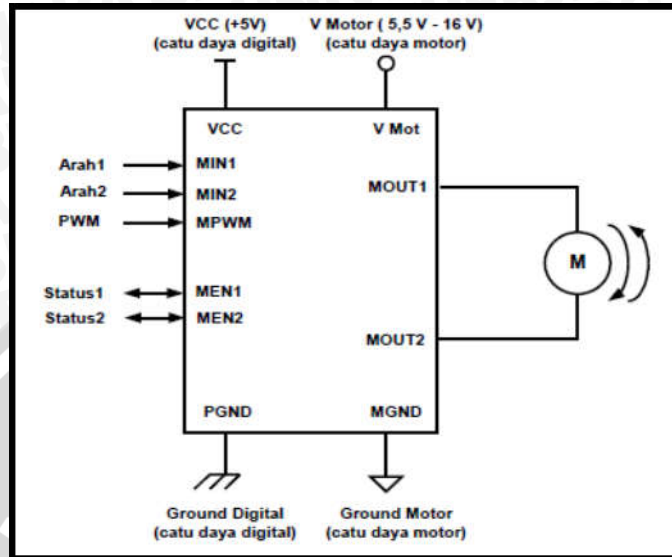 VCC (+5V)
(catu daya digital)
V Motor ( 5,5 V - 16 V)
(catu daya motor)
VCC
V Mot
Arah1
MIN1
Arah2
MIN2
PWM
MPWM
MOUT1
M
Status1
MEN1
Status2
MEN2
MOUT2
PGND
MGND
Ground Digital
(catu daya digital)
Ground Motor
(catu daya motor)